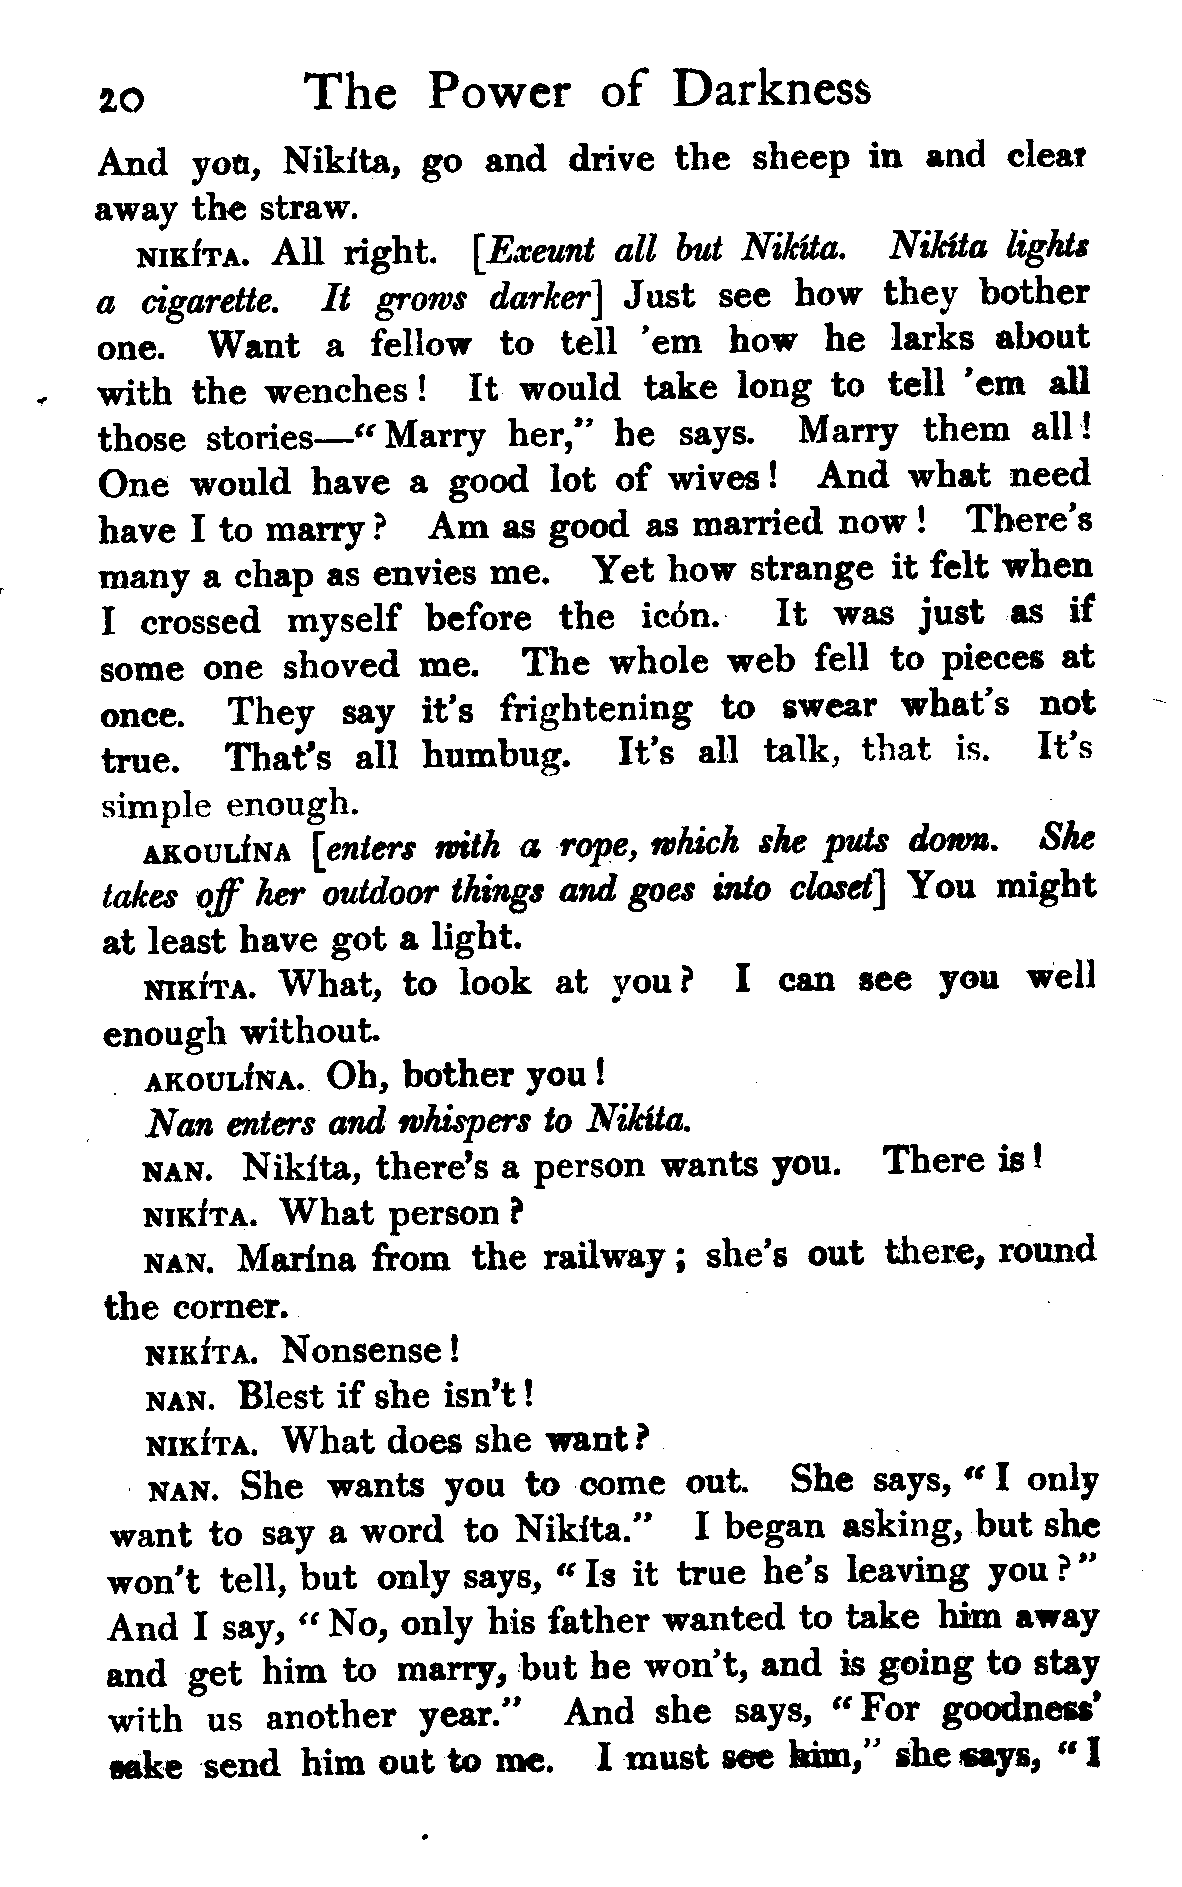 20 The Power of Darkness
And you, Nikíta, go and drive the sheep in and clear
away the straw.
NIKÍTA. All right. [Exeunt all but Nikíta. Nikíta lights
a cigarette. It grows darker] Just see how they bother
one. Want a fellow to tell 'em how he larks about
with the wenches! It would take long to tell 'em all
those stories—“Marry her,” he says. Marry them all!
One would have a good lot of wives! And what need
have I to marry? Am as good as married now! There's
many a chap as envies me. Yet how strange it felt when
I crossed myself before the icón. It was just as if
some one shoved me. The whole web fell to pieces at
once. They say it's frightening to swear what's not
true. That's all humbug. It's all talk, that is. It's
simple enough.
AKOULÍNA [enters with a rope, which she puts down. She
takes off her outdoor things and goes into closet] You might
at least have got a light.
NIKÍTA. What, to look at you? I can see you well
enough without.
AKOULÍNA. Oh, bother you!
Nan enters and whispers to Nikíta.
NAN. Nikíta, there's a person wants you. There is!
NIKÍTA. What person?
NAN. Marína from the railway; she's out there, round
the corner.
NIKÍTA. Nonsense!
NAN. Blest if she isn't!
NIKÍTA. What does she want?
NAN. She wants you to come out. She says, “I only
want to say a word to Nikíta.” I began asking, but she
won't tell, but only says, “Is it true he's leaving you?”
And I say, “No, only his father wanted to take him away
and get him to marry, but he won't, and is going to stay
with us another year.” And she says, “For goodness'
sake send him out to me. I must see him,” she says, “I